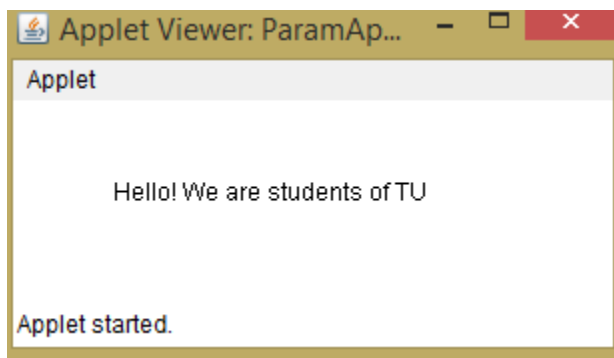 Applet Viewer: ParamAp...
Applet
Hello! We are students of TU
Applet started.